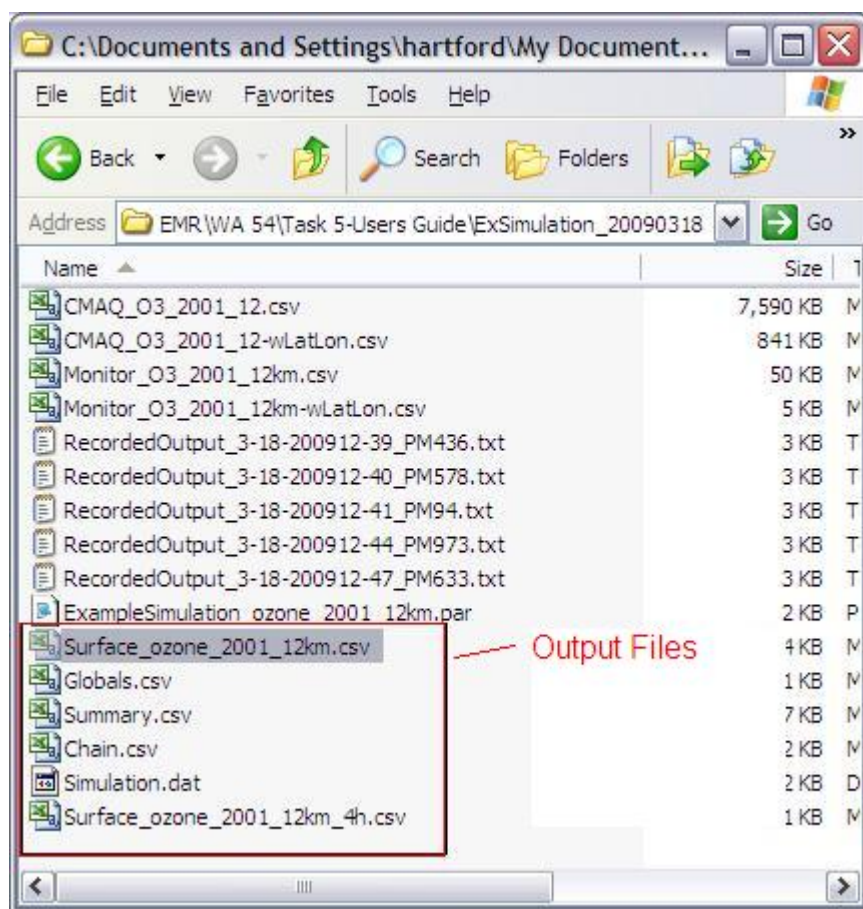 C:\Documents and Settings\hartford\My Document...
File Edit View Favorites Tools Help
Back Search Folders »
Address EMR\WA 54\Task 5-Users Guide\ExSimulation_20090318 Go
Name Size T
CMAQ_O3_2001_12.csv 7,590 KB M
CMAQ_O3_2001_12-wLatLon.csv 841 KB M
Monitor_O3_2001_12km.csv 50 KB M
Monitor_O3_2001_12km-wLatLon.csv 5 KB M
RecordedOutput_3-18-200912-39_PM436.txt 3 KB T
RecordedOutput_3-18-200912-40_PM578.txt 3 KB T
RecordedOutput_3-18-200912-41_PM94.txt 3 KB T
RecordedOutput_3-18-200912-44_PM973.txt 3 KB T
RecordedOutput_3-18-200912-47_PM633.txt 3 KB T
ExampleSimulation_ozone_2001_12km.par 2 KB P
Surface_ozone_2001_12km.csv Output Files 4 KB M
Globals.csv 1 KB M
Summary.csv 7 KB M
Chain.csv 2 KB M
Simulation.dat 2 KB D
Surface_ozone_2001_12km_4h.csv 1 KB M